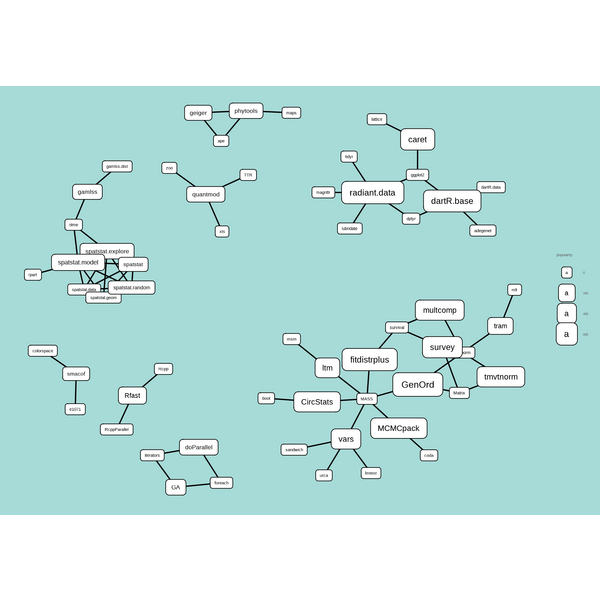 geiger
phytools
maps
ape
lattice
caret
gamlss.dist
zoo
TTR
tidyr
ggplot2
gamlss
quantmod
magrittr
radiant.data
dartR.data
dartR.base
nlme
xts
lubridate
dplyr
adegenet
spatstat.explore
spatstat.model
spatstat
rpart
popularity
a
spatstat.data
spatstat.random
spatstat.geom
a
a
a
mlt
multcomp
survival
tram
msm
survey
colorspace
fitdistrplus
ltm
smacof
Rcpp
GenOrd
tmvtnorm
Matrix
Rfast
boot
CircStats
MASS
e1071
RcppParallel
MCMCpack
vars
doParallel
sandwich
iterators
coda
urca
lmtest
GA
foreach